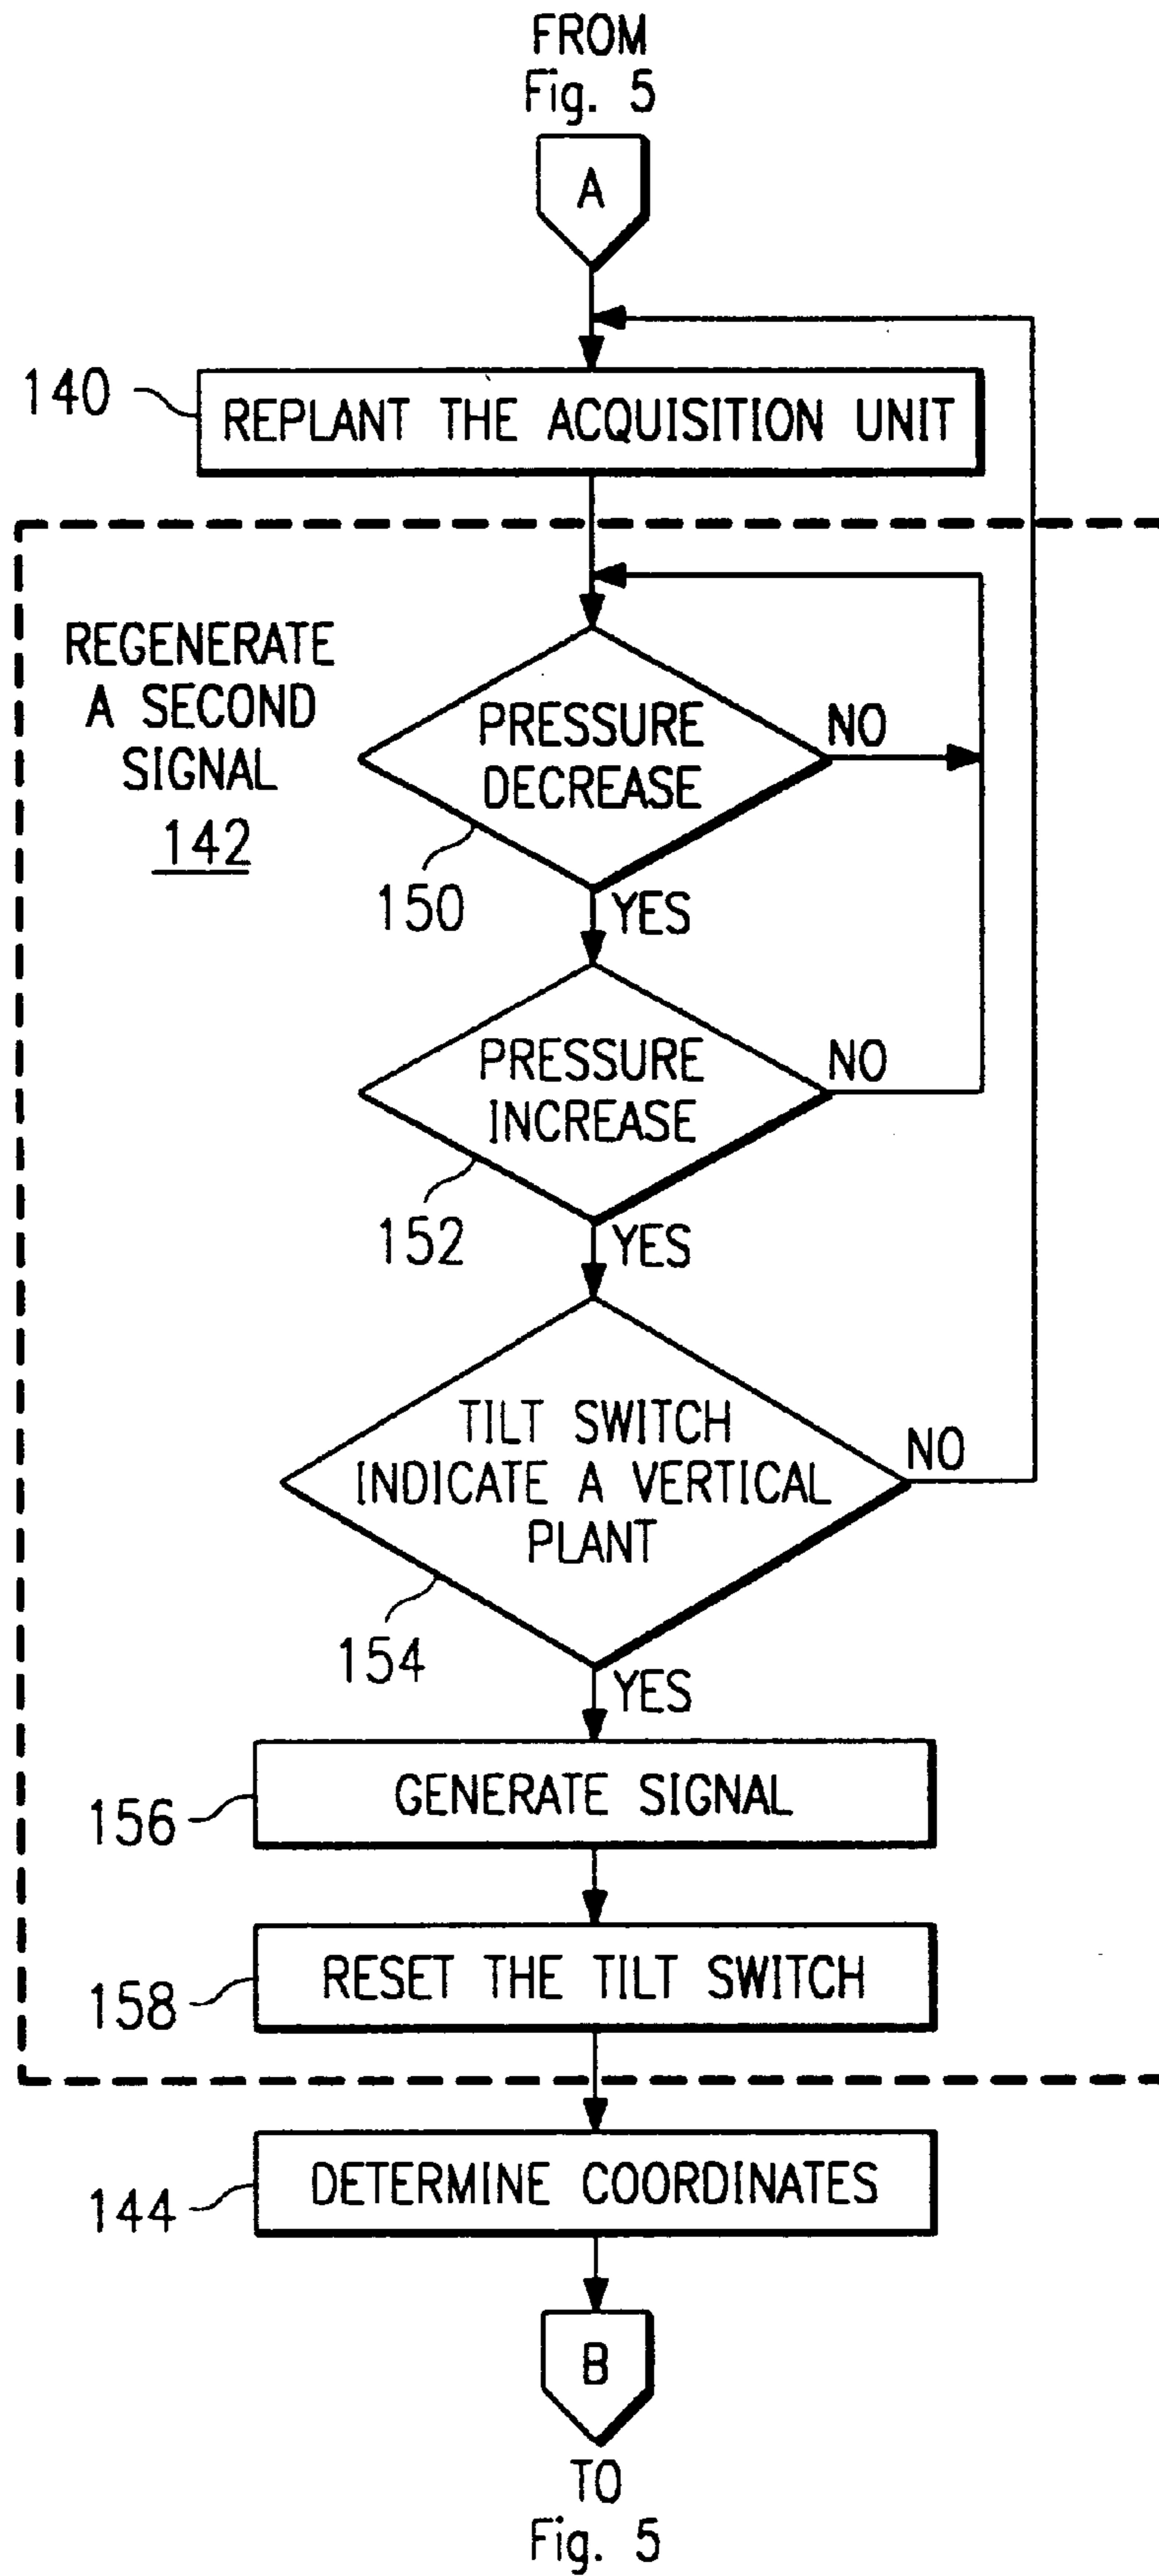 FROM
Fig. 5
A
140
REPLANT THE ACQUISITION UNIT
REGENERATE
A SECOND
SIGNAL
142
PRESSURE
DECREASE
NO
150
YES
PRESSURE
INCREASE
NO
152
YES
TILT SWITCH
INDICATE A VERTICAL
PLANT
NO
154
YES
GENERATE SIGNAL
156
RESET THE TILT SWITCH
158
DETERMINE COORDINATES
144
B
TO
Fig. 5